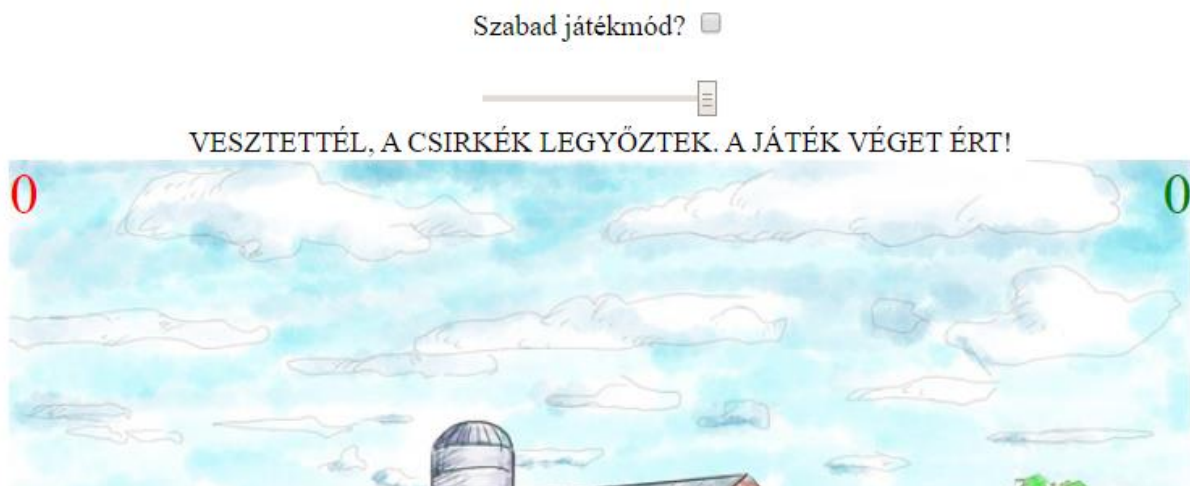 Szabad játékmód?
VESZTETTÉL, A CSIRKÉK LEGYŐZTEK. A JÁTÉK VÉGET ÉRT!
0 0